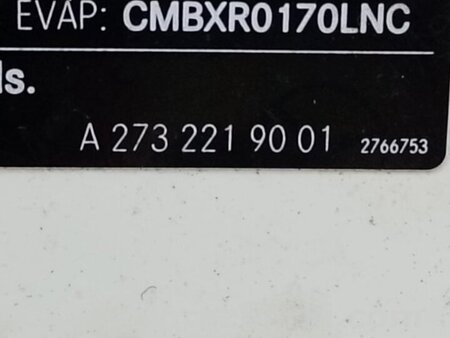 EVAP: CMBXR0170LNC
ls.
A 273 221 90 01 2766753